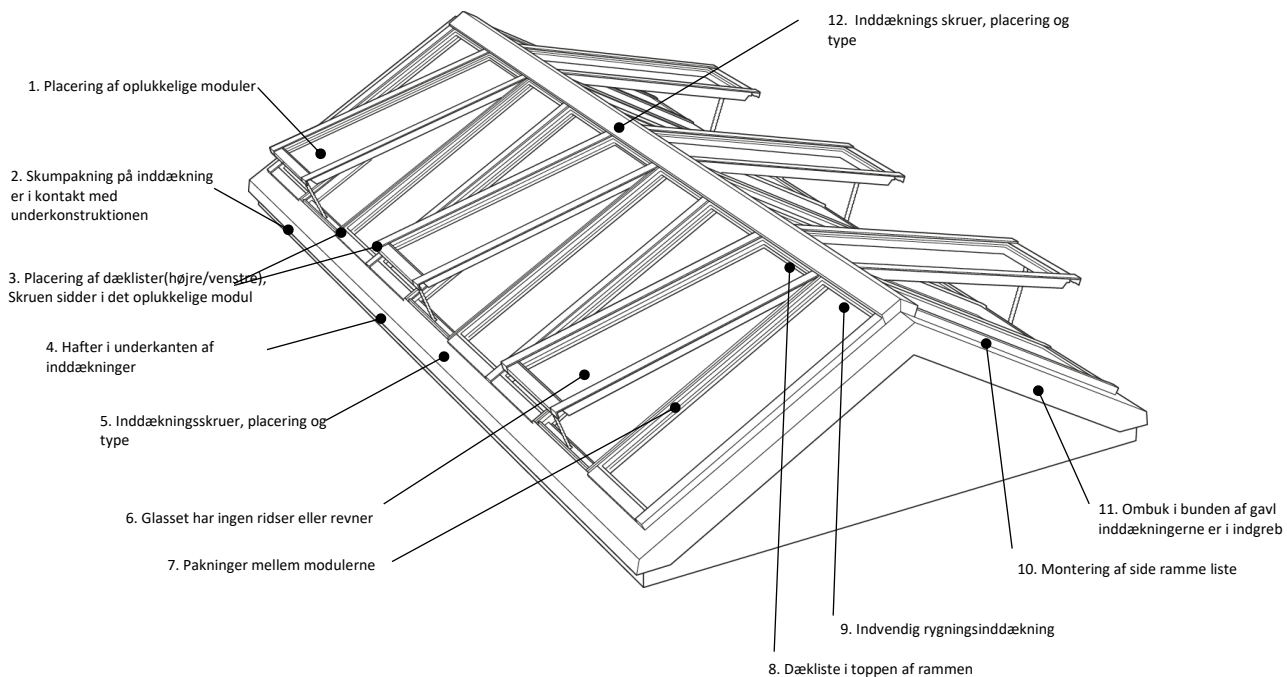 12. Inddæknings skruer, placering og
type
1. Placering af oplukkelige moduler
2. Skumpakning på inddækning
er i kontakt med
underkonstruktionen
3. Placering af dæklister(højre/venstre),
Skruen sidder i det oplukkelige modul
4. Hafter i underkanten af
inddækninger
5. Inddækningsskruer, placering og
type
6. Glasset har ingen ridser eller revner
7. Pakninger mellem modulerne
11. Ombuk i bunden af gavl
inddækningerne er i indgreb
10. Montering af side ramme liste
9. Indvendig rygningsinddækning
8. Dækliste i toppen af rammen